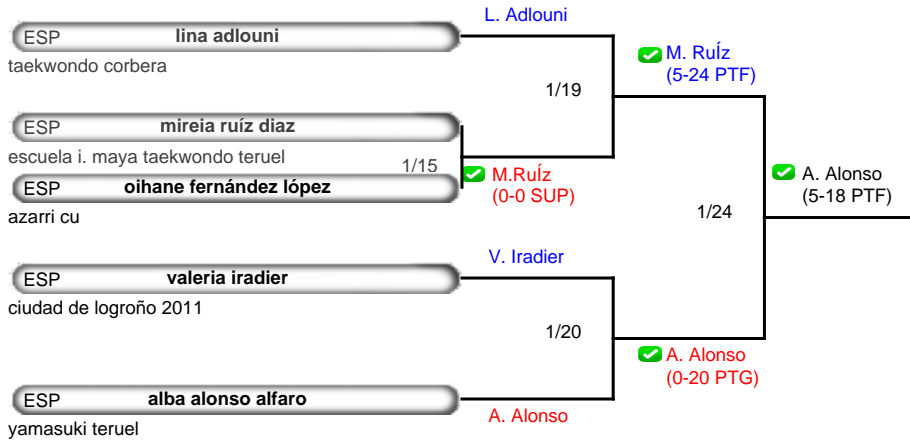 L. Adlouni
ESP lina adlouni
taekwondo corbera
M. RuÍz
(5-24 PTF)
1/19
ESP mireia ruíz diaz
escuela i. maya taekwondo teruel
1/15
M.RuÍz
(0-0 SUP)
ESP oihane fernández lópez
azarri cu
A. Alonso
(5-18 PTF)
1/24
V. Iradier
ESP valeria iradier
ciudad de logroño 2011
1/20
A. Alonso
(0-20 PTG)
ESP alba alonso alfaro
A. Alonso
yamasuki teruel